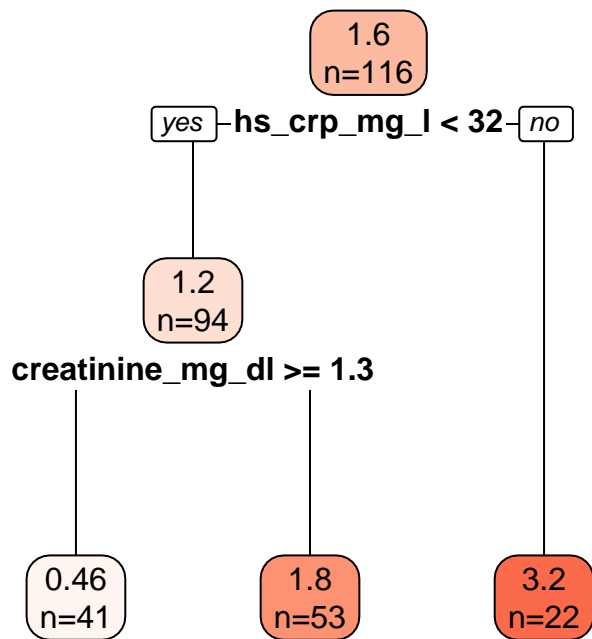 1.6
n=116
yes hs_crp_mg_l < 32 no
1.2
n=94
creatinine_mg_dl >= 1.3
0.46
n=41
1.8
n=53
3.2
n=22